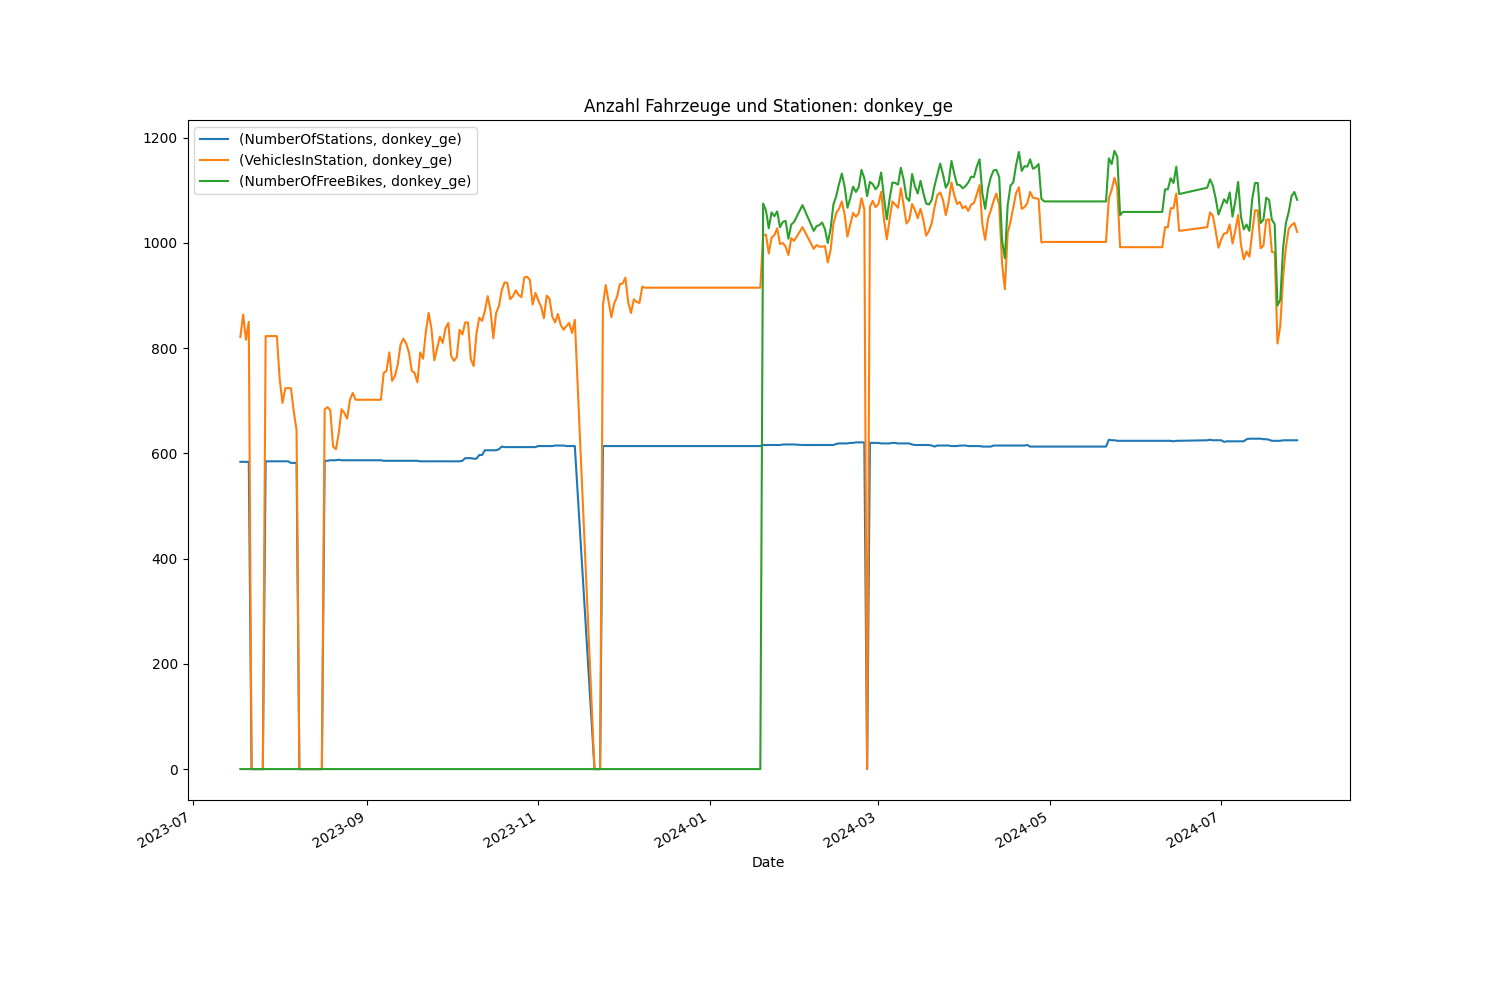 Anzahl Fahrzeuge und Stationen: donkey_ge
(NumberOfStations, donkey_ge)
(VehiclesInStation, donkey_ge)
(NumberOfFreeBikes, donkey_ge)
1200
1000
800
600
400
200
0
2023-07
2023-09
2023-11
2024-01
2024-03
2024-05
2024-07
Date